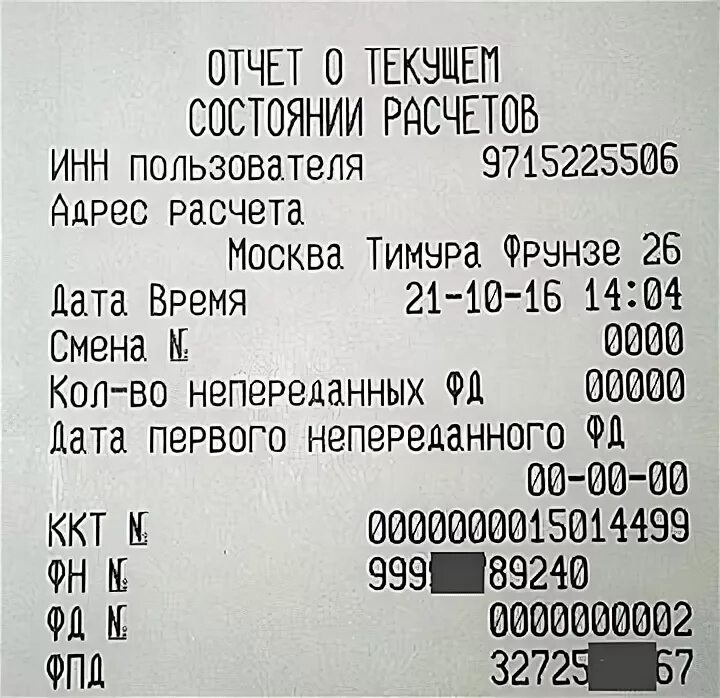 ОТЧЕТ О ТЕКУЩЕМ
СОСТОЯНИИ РАСЧЕТОВ
ИНН пользователя 9715225506
Адрес расчета
Москва Тимура Фрунзе 26
Дата Время 21-10-16 14:04
Смена № 0000
Кол-во непереданных ФД 00000
Дата первого непереданного ФД
00-00-00
ККТ № 0000000015014499
ФН № 999 89240
ФД № 0000000002
ФПД 32725 67